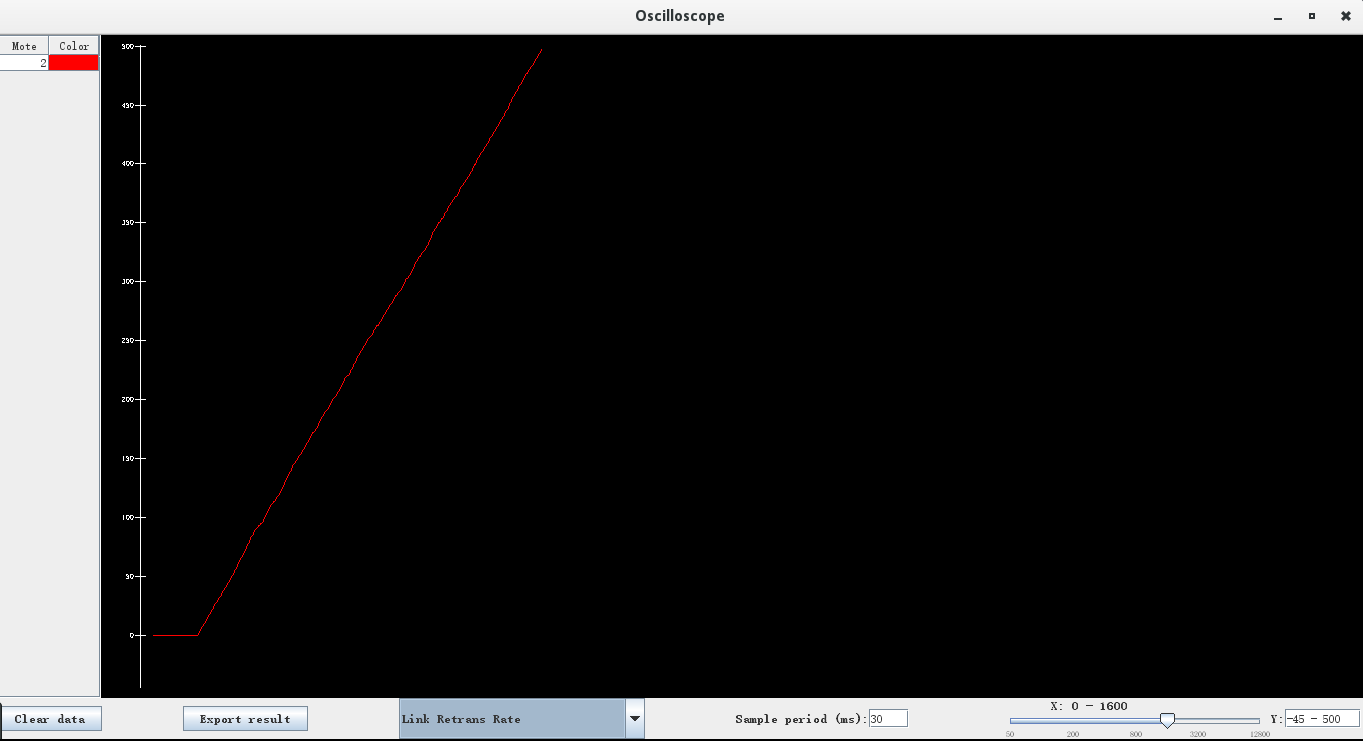 Oscilloscope
Mote Color
2
500
450
400
350
300
250
200
150
100
50
0
Clear data
Export result
Link Retrans Rate
Sample period (ms):30
X: 0 - 1600
50 200 800 3200 12800
Y:-45 - 500